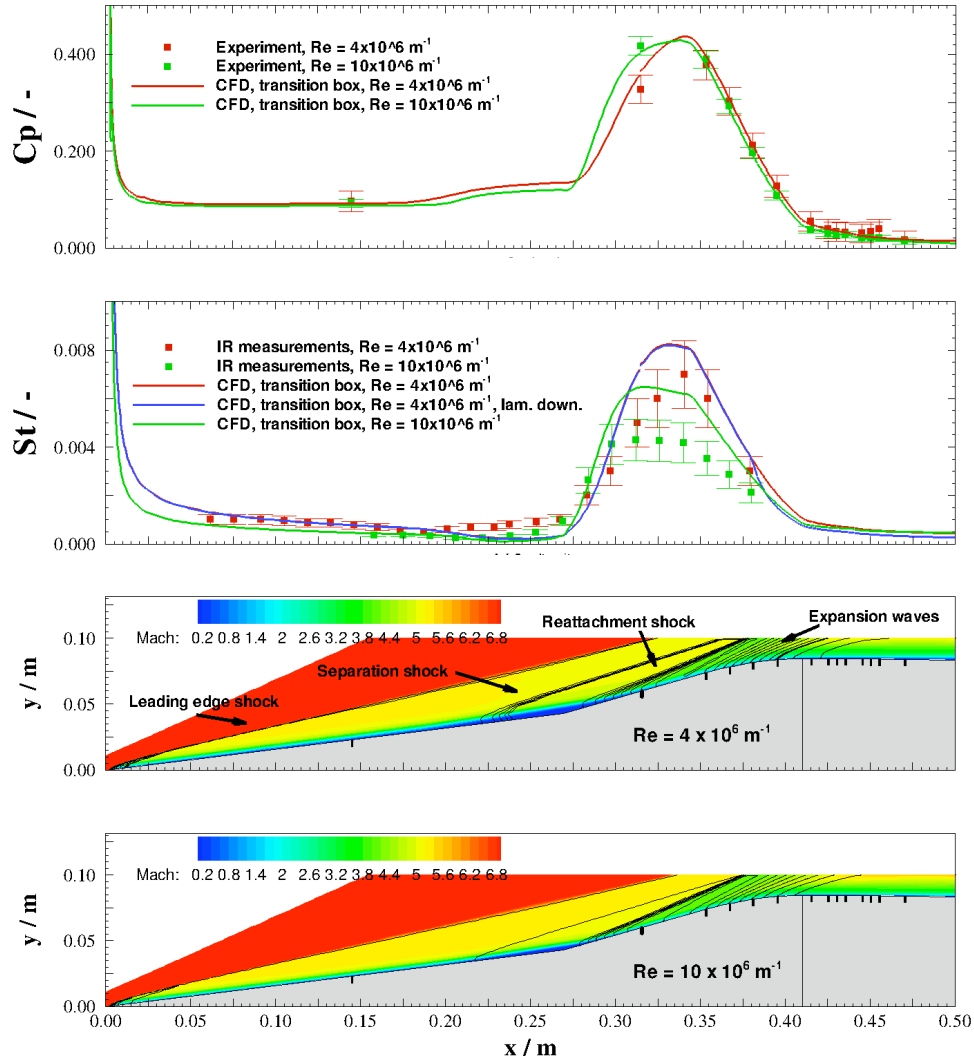 Cp / -
0.400
0.200
0.000
Experiment, Re = 4x10^6 m-1
Experiment, Re = 10x10^6 m-1
CFD, transition box, Re = 4x10^6 m-1
CFD, transition box, Re = 10x10^6 m-1
St / -
0.008
0.004
0.000
IR measurements, Re = 4x10^6 m-1
IR measurements, Re = 10x10^6 m-1
CFD, transition box, Re = 4x10^6 m-1
CFD, transition box, Re = 4x10^6 m-1, lam. down.
CFD, transition box, Re = 10x10^6 m-1
y / m
0.10
0.05
0.00
Mach: 0.2 0.8 1.4 2 2.6 3.2 3.8 4.4 5 5.6 6.2 6.8
Reattachment shock
Expansion waves
Separation shock
Leading edge shock
Re = 4 x 10^6 m-1
y / m
0.10
0.05
0.00
Mach: 0.2 0.8 1.4 2 2.6 3.2 3.8 4.4 5 5.6 6.2 6.8
Re = 10 x 10^6 m-1
0.00 0.05 0.10 0.15 0.20 0.25 0.30 0.35 0.40 0.45 0.50
x / m